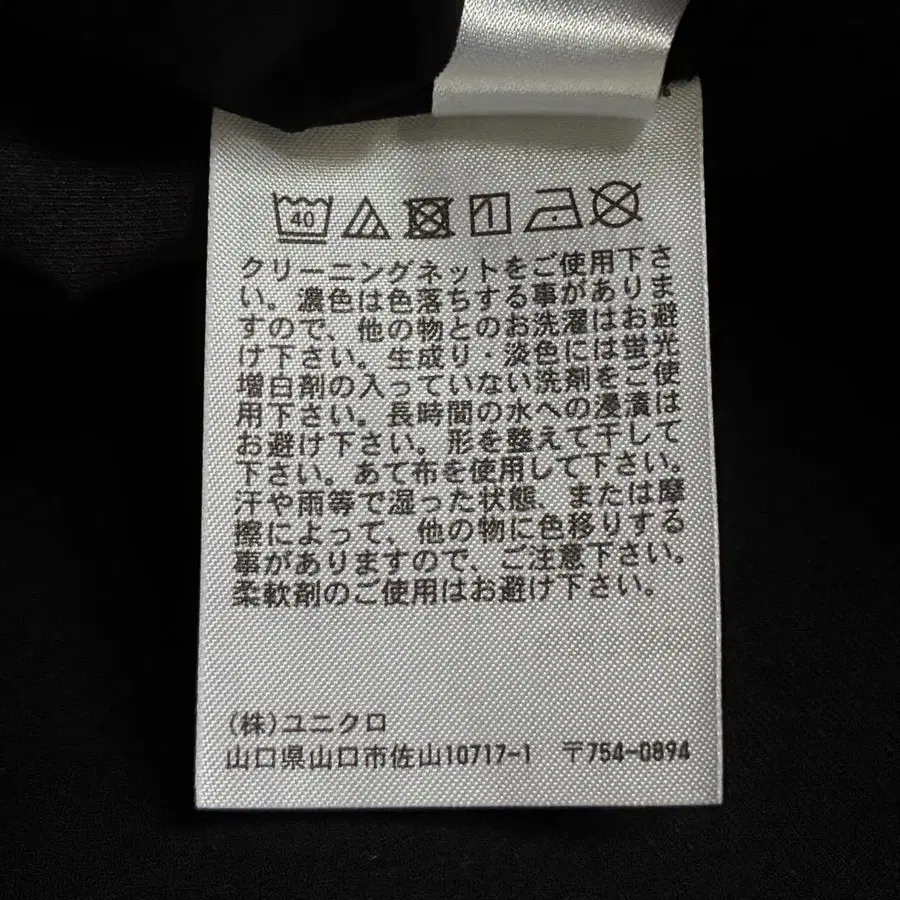 40
クリーニングネットをご使用下さ
い。濃色は色落ちする事がありま
すので、他の物とのお洗濯はお避
け下さい。生成り・淡色には蛍光
増白剤の入っていない洗剤をご使
用下さい。長時間の水への浸漬は
お避け下さい。形を整えて干して
下さい。あて布を使用して下さい。
汗や雨等で湿った状態、または摩
擦によって、他の物に色移りする
事がありますので、ご注意下さい。
柔軟剤のご使用はお避け下さい。
(株)ユニクロ
山口県山口市佐山10717-1 〒754-0894